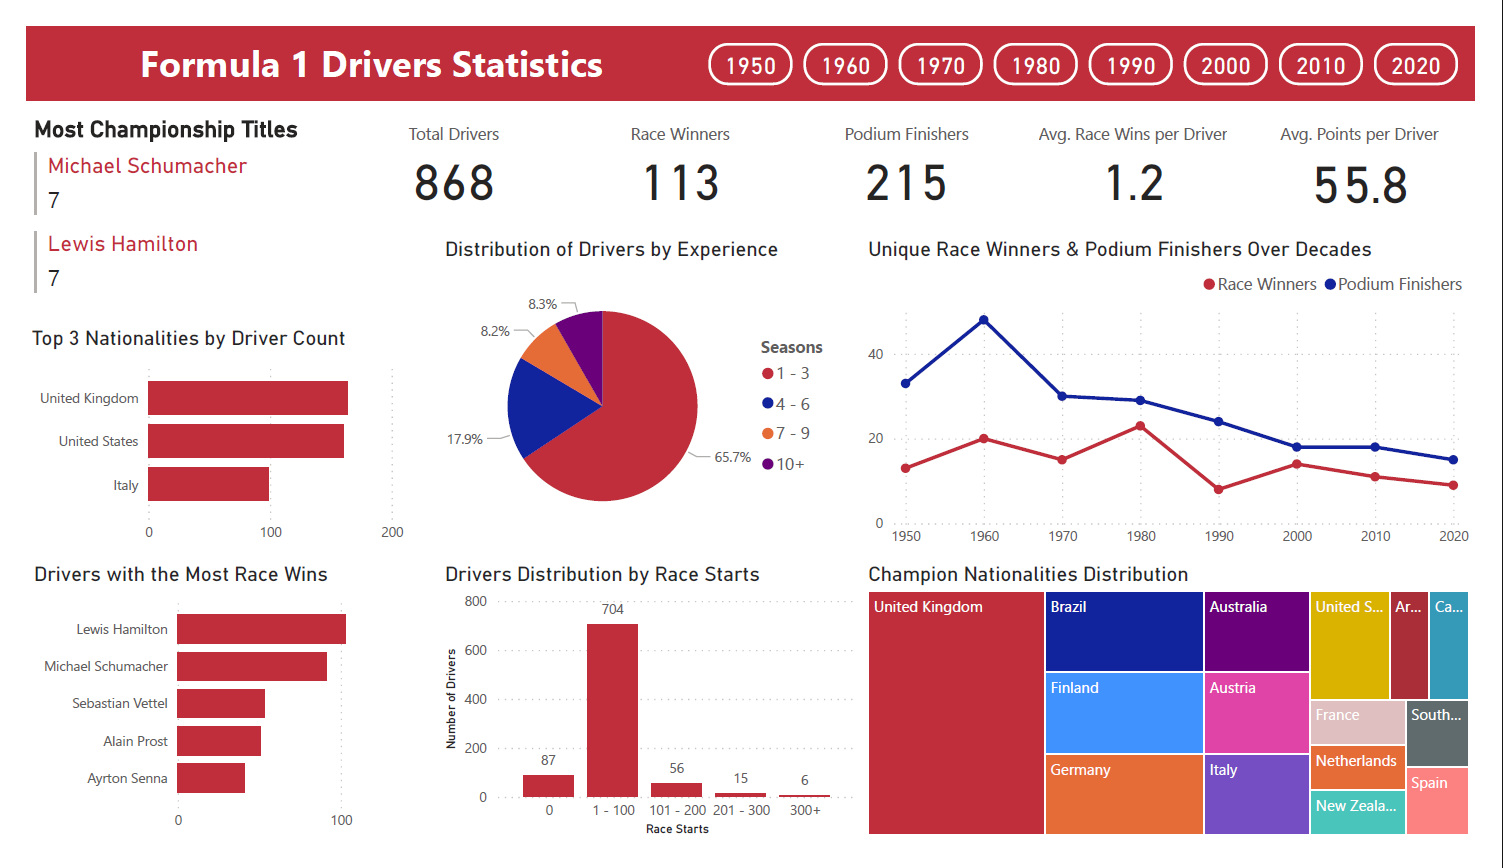 Formula 1 Drivers Statistics
1950 1960 1970 1980 1990 2000 2010 2020
Most Championship Titles
Michael Schumacher
7
Lewis Hamilton
7
Total Drivers
868
Race Winners
113
Podium Finishers
215
Avg. Race Wins per Driver
1.2
Avg. Points per Driver
55.8
Top 3 Nationalities by Driver Count
United Kingdom
United States
Italy
0 100 200
Distribution of Drivers by Experience
8.3%
8.2%
17.9%
65.7%
Seasons
1 - 3
4 - 6
7 - 9
10+
Unique Race Winners & Podium Finishers Over Decades
Race Winners Podium Finishers
40
20
0
1950 1960 1970 1980 1990 2000 2010 2020
Drivers with the Most Race Wins
Lewis Hamilton
Michael Schumacher
Sebastian Vettel
Alain Prost
Ayrton Senna
0 100
Drivers Distribution by Race Starts
Number of Drivers
800
600
400
200
0
87
704
56
15
6
0 1 - 100 101 - 200 201 - 300 300+
Race Starts
Champion Nationalities Distribution
United Kingdom
Brazil
Finland
Germany
Australia
Austria
Italy
United S...
Ar...
Ca...
France
Netherlands
New Zeala...
South...
Spain